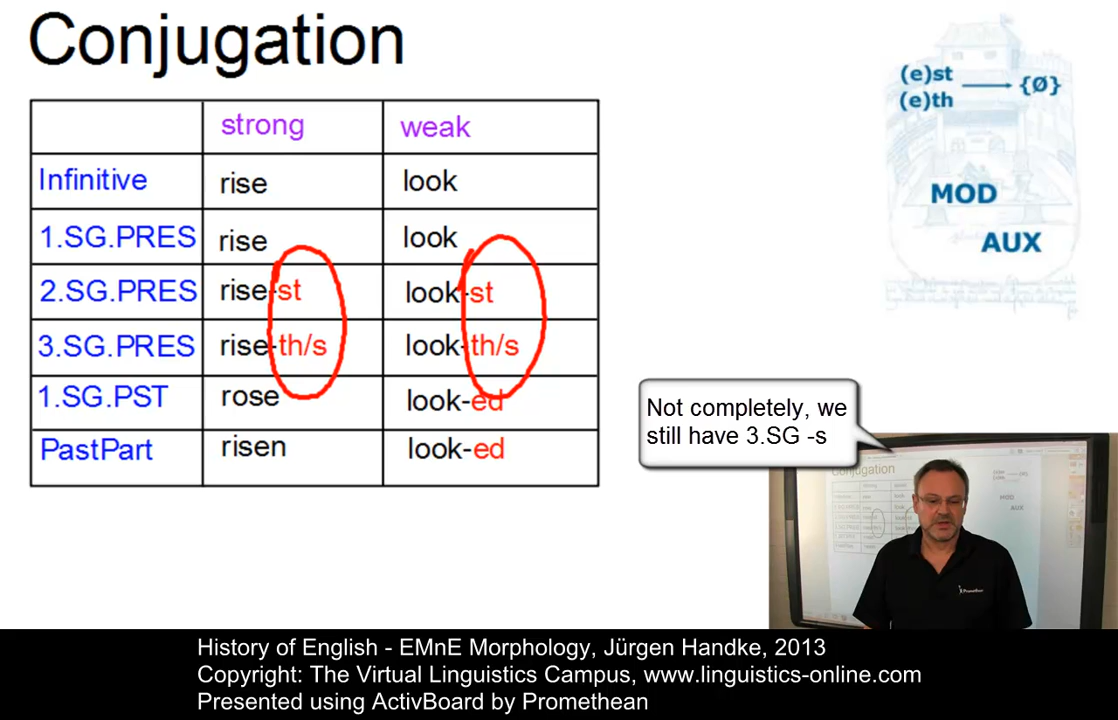 Conjugation
strong weak
Infinitive rise look
1.SG.PRES rise look
2.SG.PRES rise-st look-st
3.SG.PRES rise-th/s look-th/s
1.SG.PST rose look-ed
PastPart risen look-ed
(e)st
(e)th
{Ø}
MOD
AUX
Not completely, we
still have 3.SG -s
Conjugation
MOD
AUX
Promethean
History of English - EMnE Morphology, Jürgen Handke, 2013
Copyright: The Virtual Linguistics Campus, www.linguistics-online.com
Presented using ActivBoard by Promethean